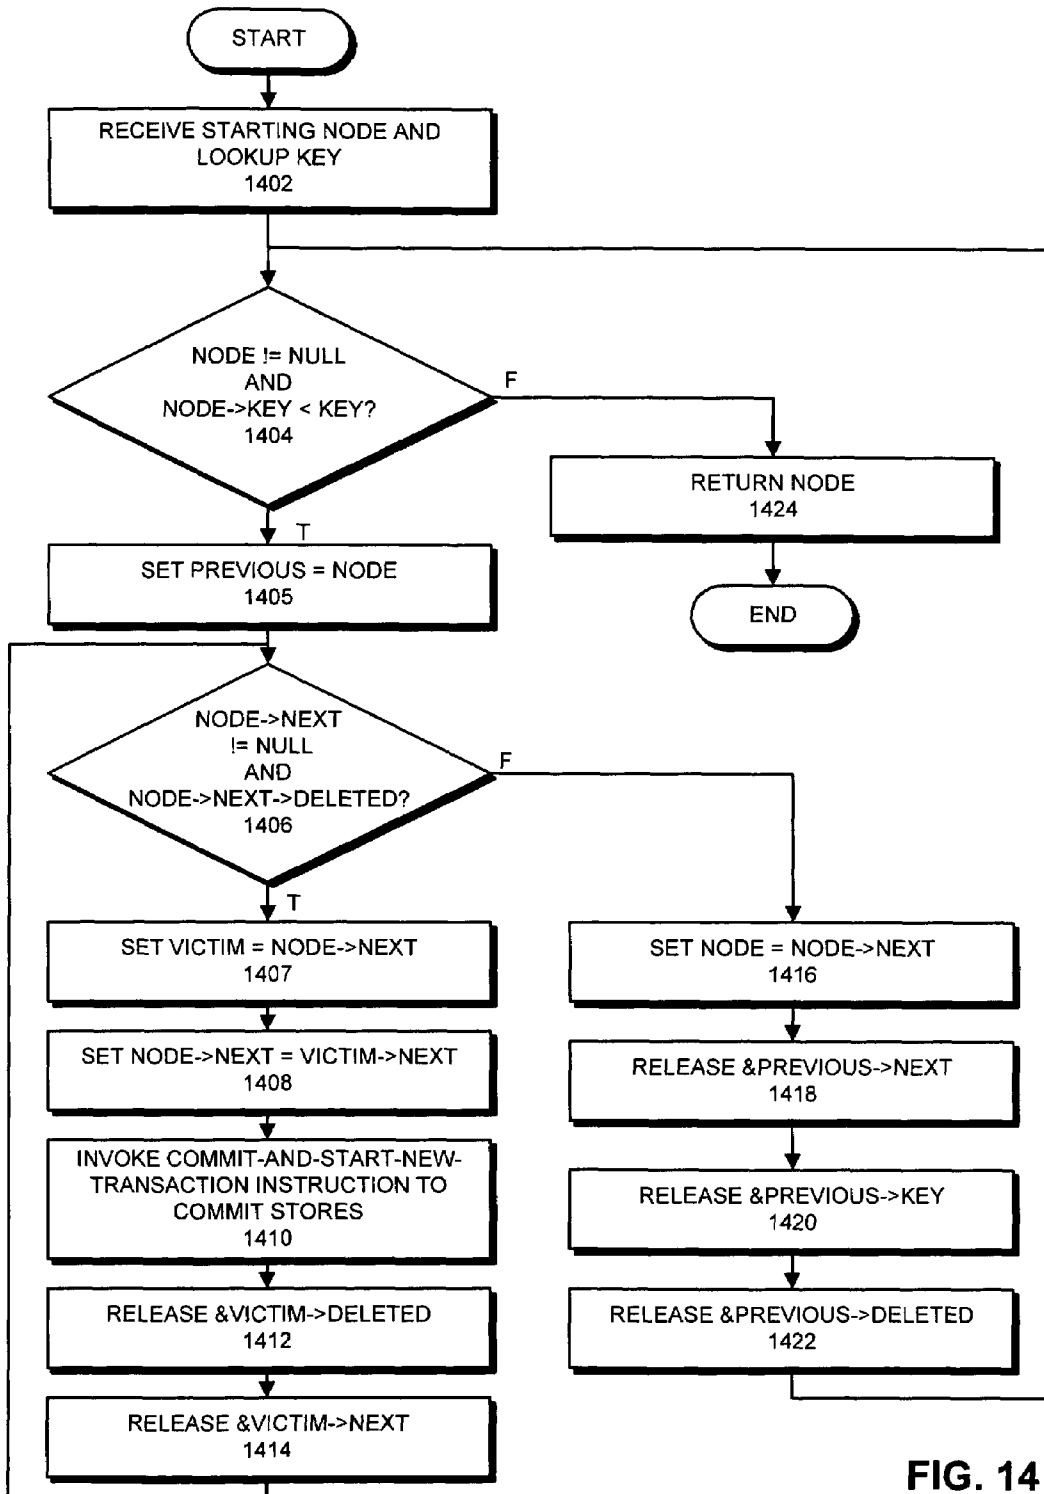 START
RECEIVE STARTING NODE AND
LOOKUP KEY
1402
NODE != NULL
AND
NODE->KEY < KEY?
1404
F
RETURN NODE
1424
END
T
SET PREVIOUS = NODE
1405
NODE->NEXT
!= NULL
AND
NODE->NEXT->DELETED?
1406
F
T
SET VICTIM = NODE->NEXT
1407
SET NODE->NEXT = VICTIM->NEXT
1408
INVOKE COMMIT-AND-START-NEW-
TRANSACTION INSTRUCTION TO
COMMIT STORES
1410
RELEASE &VICTIM->DELETED
1412
RELEASE &VICTIM->NEXT
1414
SET NODE = NODE->NEXT
1416
RELEASE &PREVIOUS->NEXT
1418
RELEASE &PREVIOUS->KEY
1420
RELEASE &PREVIOUS->DELETED
1422
FIG. 14